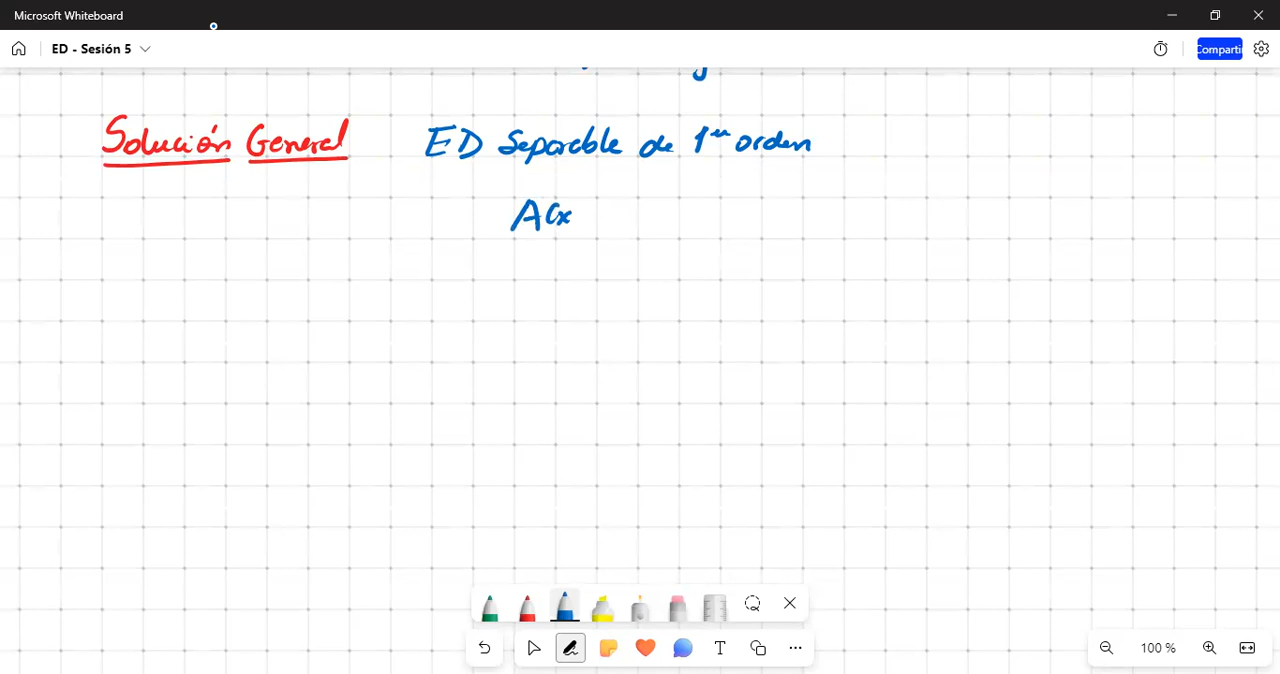 Microsoft Whiteboard
ED - Sesión 5
Compartir
Solución General ED Separable de 1er orden
A(x
100 %